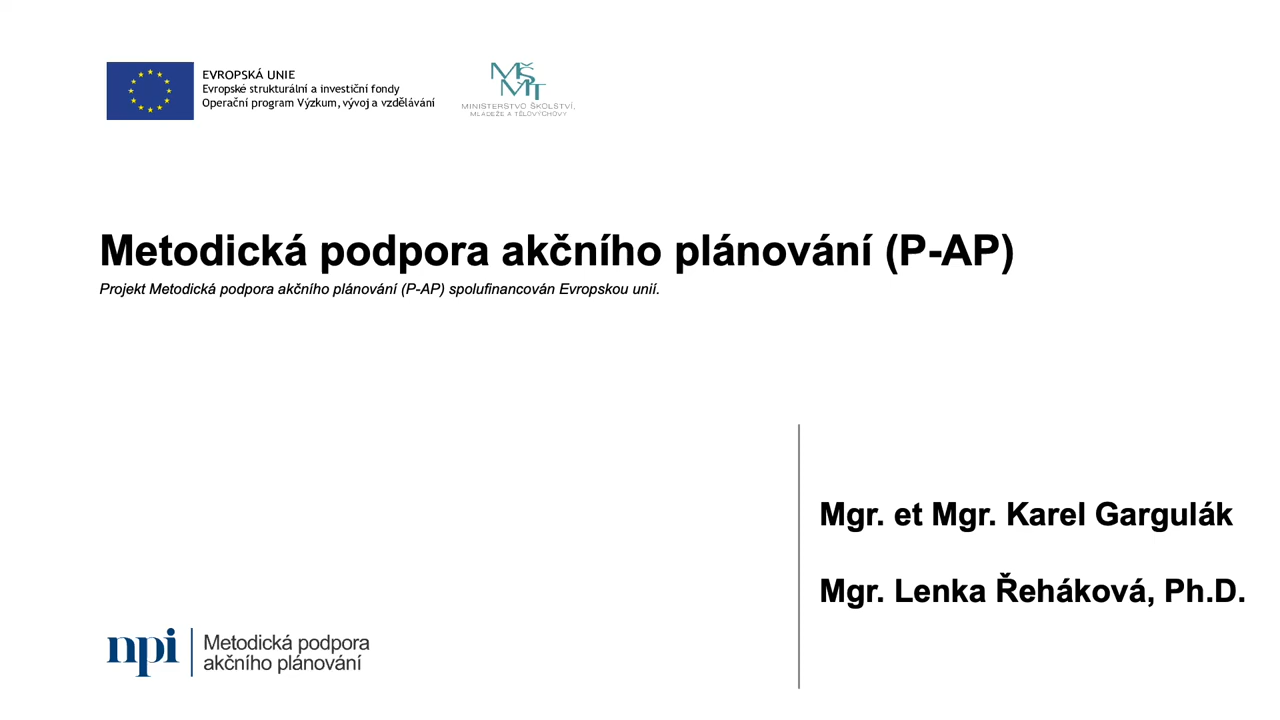 EVROPSKÁ UNIE
Evropské strukturální a investiční fondy
Operační program Výzkum, vývoj a vzdělávání
MŠMT
MINISTERSTVO ŠKOLSTVÍ,
MLÁDEŽE A TĚLOVÝCHOVY
Metodická podpora akčního plánování (P-AP)
Projekt Metodická podpora akčního plánování (P-AP) spolufinancován Evropskou unií.
Mgr. et Mgr. Karel Gargulák
Mgr. Lenka Řeháková, Ph.D.
npi
Metodická podpora
akčního plánování